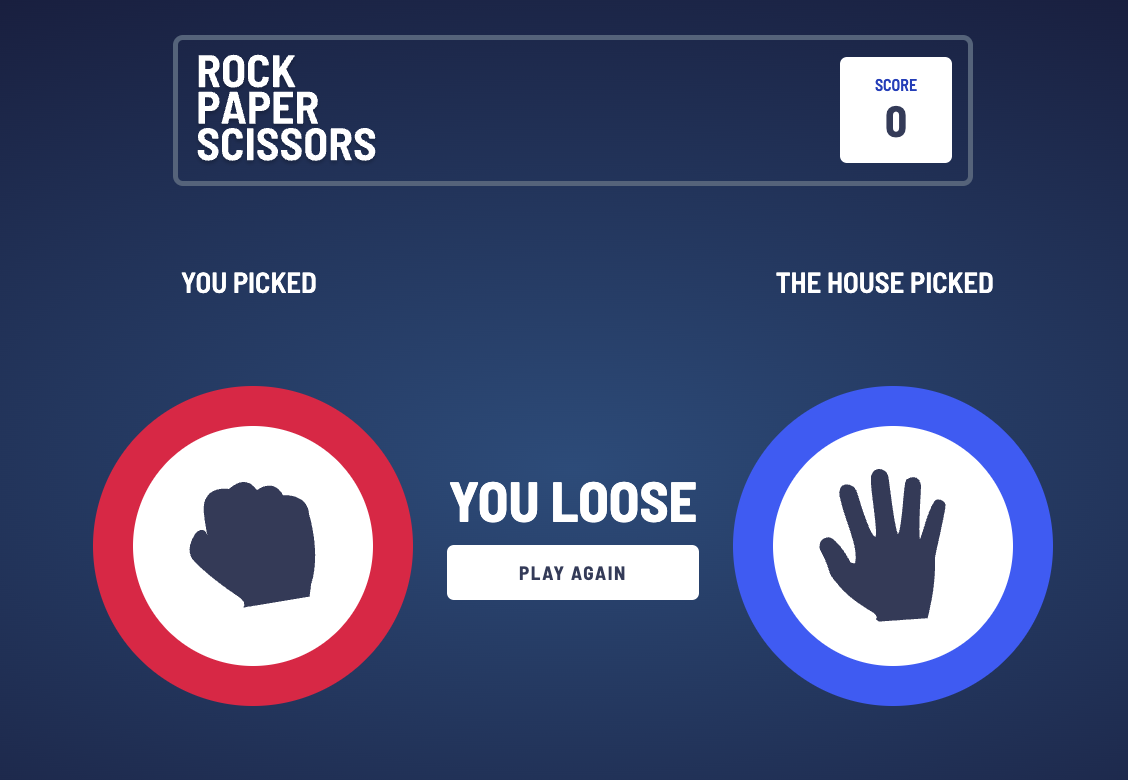 ROCK
PAPER
SCISSORS
SCORE
0
YOU PICKED
THE HOUSE PICKED
YOU LOOSE
PLAY AGAIN